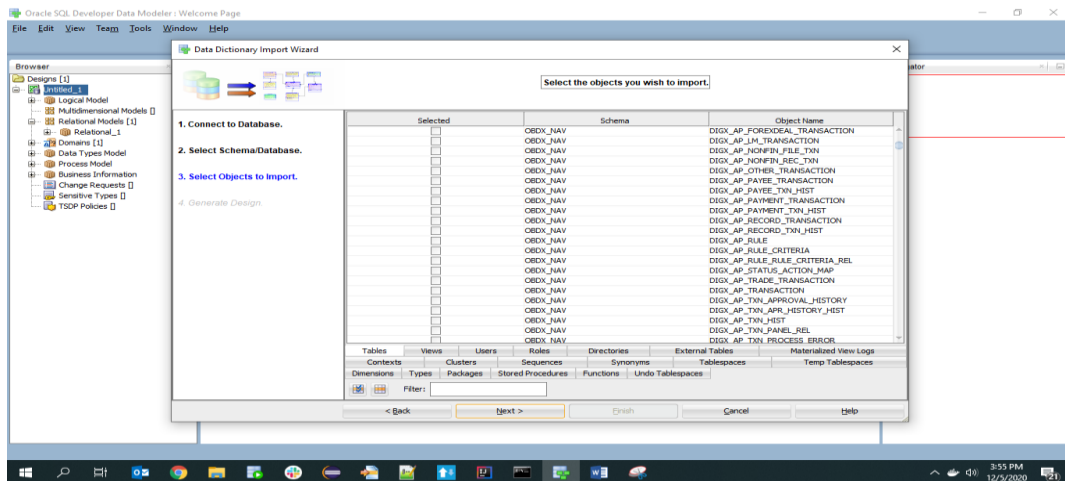 Oracle SQL Developer Data Modeler : Welcome Page
File Edit View Team Tools Window Help
Data Dictionary Import Wizard
Browser
Designs [1]
Untitled_1
Logical Model
Multidimensional Models []
Relational Models [1]
Relational_1
Domains [1]
Data Types Model
Process Model
Business Information
Change Requests []
Sensitive Types []
TSDP Policies []
Select the objects you wish to import.
1. Connect to Database.
2. Select Schema/Database.
3. Select Objects to Import.
4. Generate Design.
Selected Schema Object Name
OBDX_NAV DIGX_AP_FOREXDEAL_TRANSACTION
OBDX_NAV DIGX_AP_LM_TRANSACTION
OBDX_NAV DIGX_AP_NONFIN_FILE_TXN
OBDX_NAV DIGX_AP_NONFIN_REC_TXN
OBDX_NAV DIGX_AP_OTHER_TRANSACTION
OBDX_NAV DIGX_AP_PAYEE_TRANSACTION
OBDX_NAV DIGX_AP_PAYEE_TXN_HIST
OBDX_NAV DIGX_AP_PAYMENT_TRANSACTION
OBDX_NAV DIGX_AP_PAYMENT_TXN_HIST
OBDX_NAV DIGX_AP_RECORD_TRANSACTION
OBDX_NAV DIGX_AP_RECORD_TXN_HIST
OBDX_NAV DIGX_AP_RULE
OBDX_NAV DIGX_AP_RULE_CRITERIA
OBDX_NAV DIGX_AP_RULE_RULE_CRITERIA_REL
OBDX_NAV DIGX_AP_STATUS_ACTION_MAP
OBDX_NAV DIGX_AP_TRADE_TRANSACTION
OBDX_NAV DIGX_AP_TRANSACTION
OBDX_NAV DIGX_AP_TXN_APPROVAL_HISTORY
OBDX_NAV DIGX_AP_TXN_APR_HISTORY_HIST
OBDX_NAV DIGX_AP_TXN_HIST
OBDX_NAV DIGX_AP_TXN_PANEL_REL
OBDX_NAV DIGX_AP_TXN_PROCESS_ERROR
Tables Views Users Roles Directories External Tables Materialized View Logs
Contexts Clusters Sequences Synonyms Tablespaces Temp Tablespaces
Dimensions Types Packages Stored Procedures Functions Undo Tablespaces
Filter:
< Back Next > Finish Cancel Help
ator
3:55 PM
12/5/2020
21